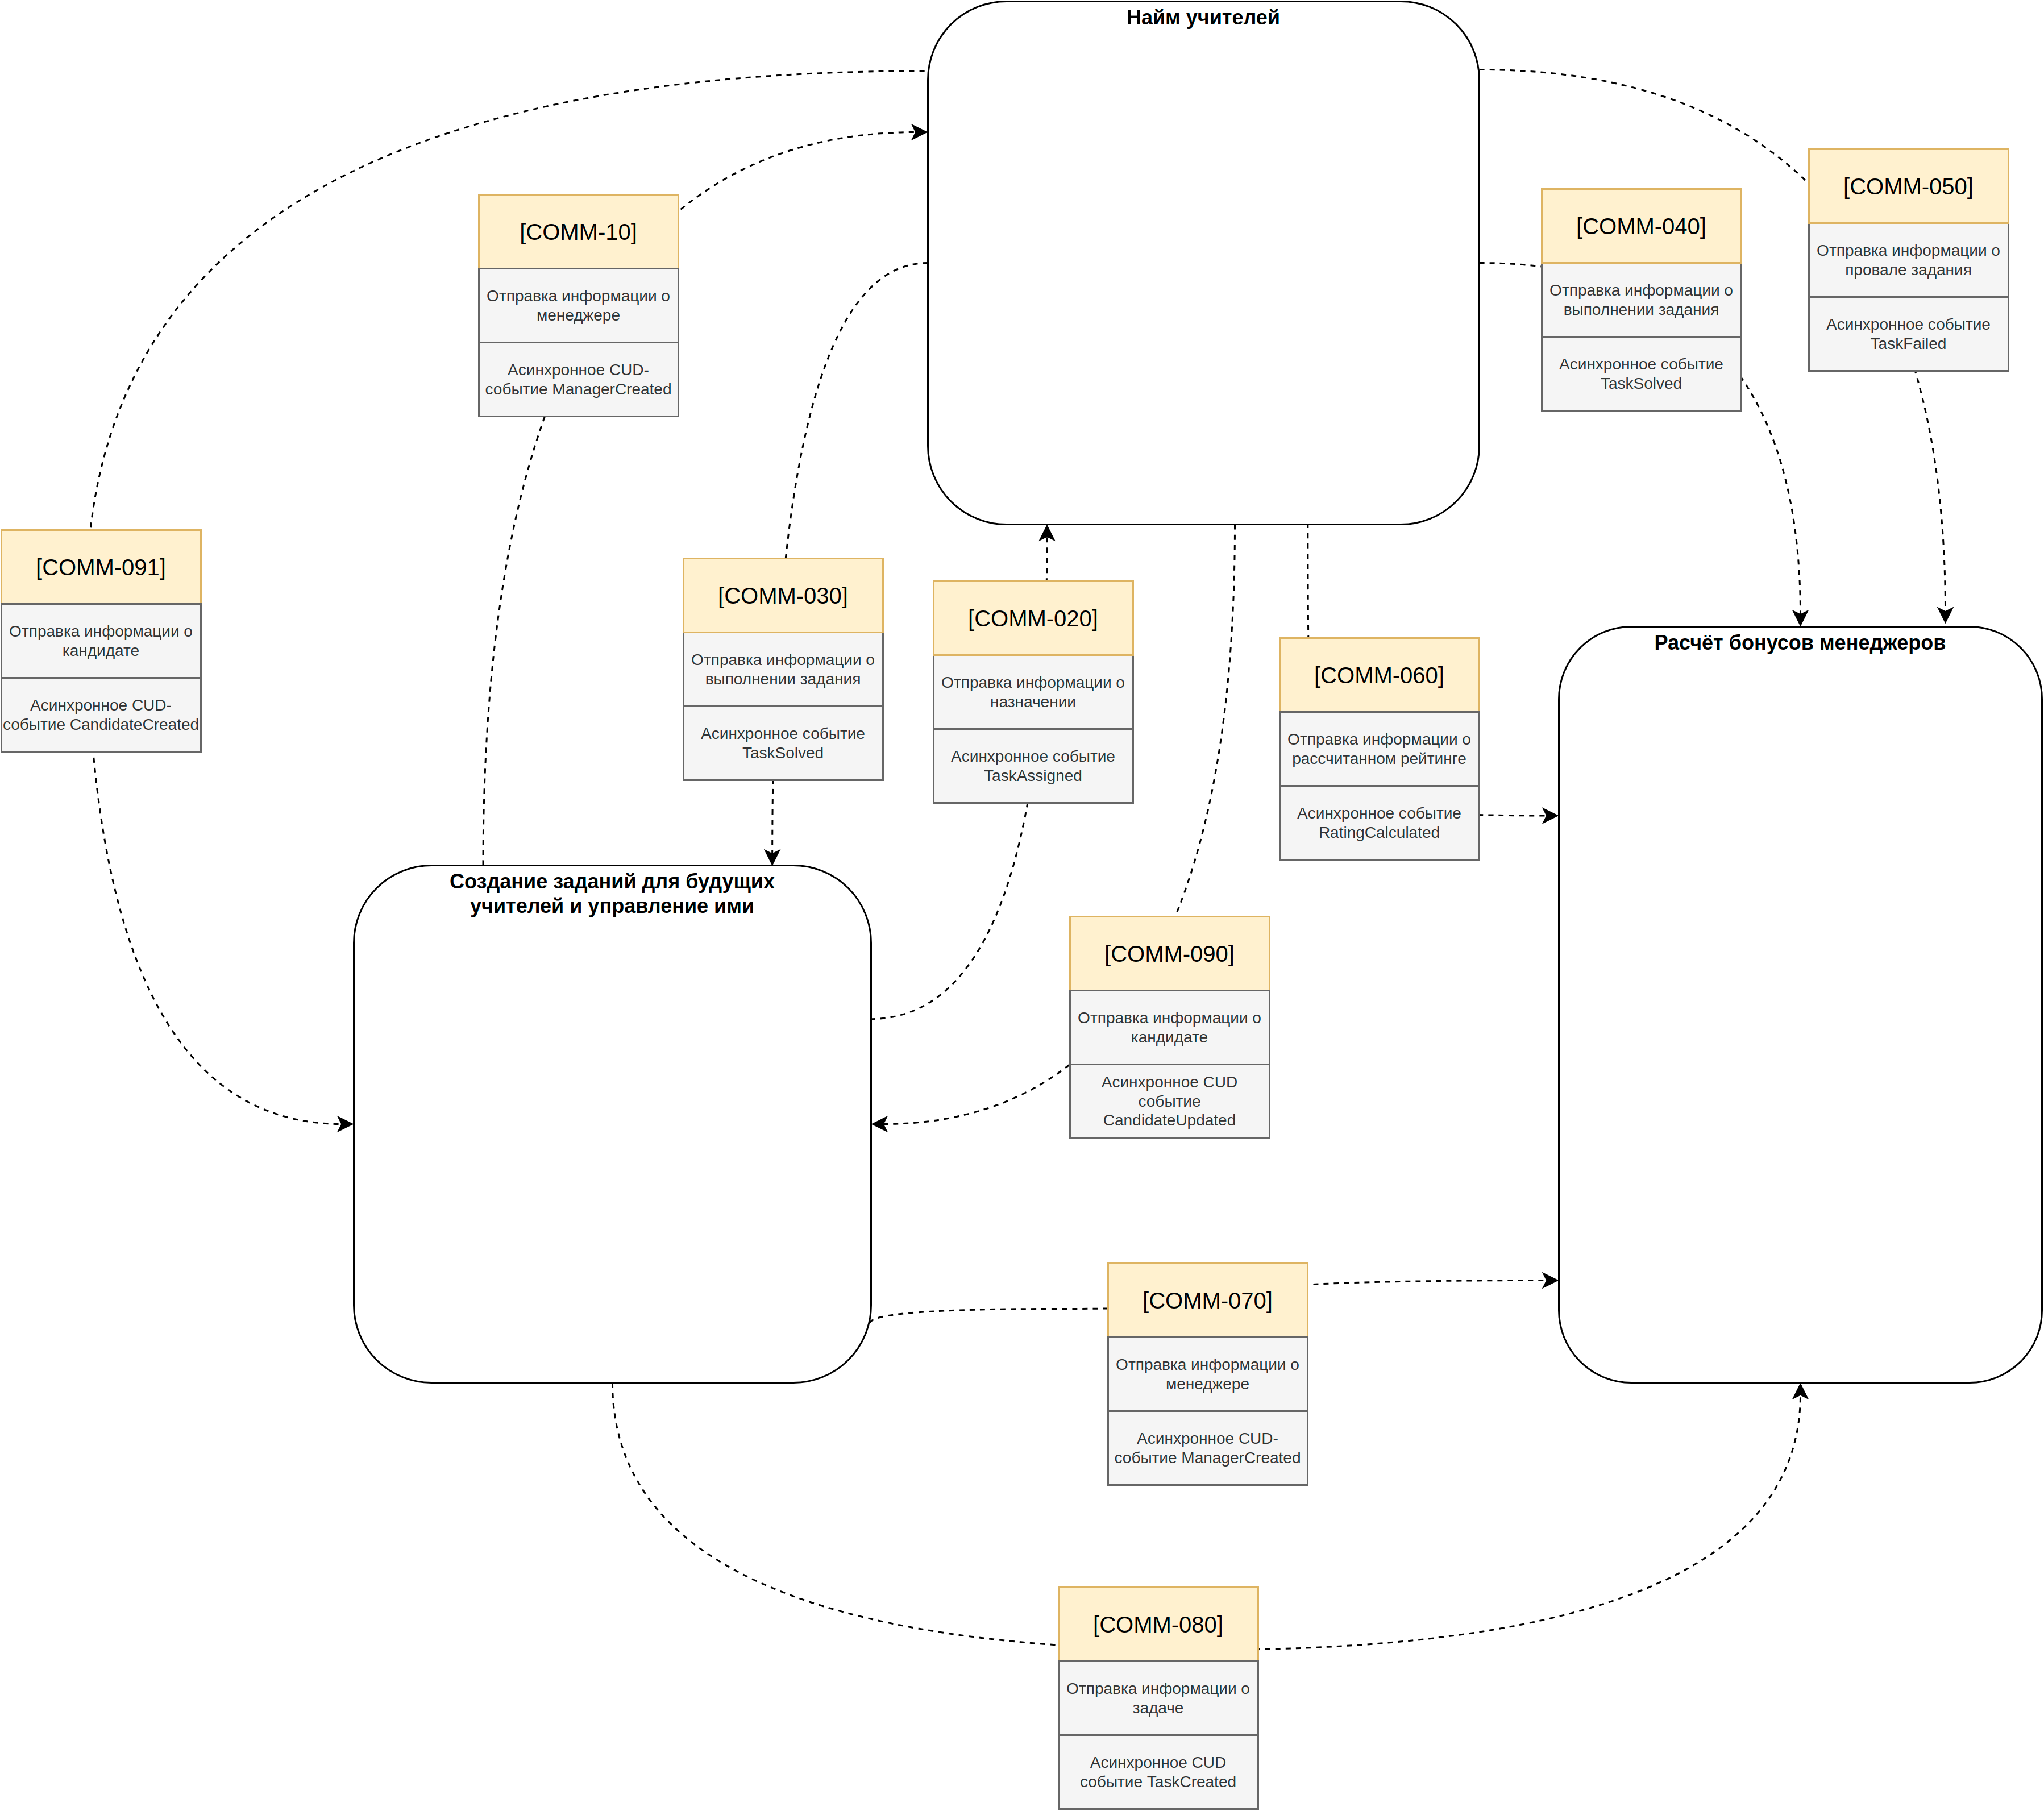 Найм учителей
[COMM-050]
Отправка информации о
провале задания
Асинхронное событие
TaskFailed
[COMM-040]
Отправка информации о
выполнении задания
Асинхронное событие
TaskSolved
[COMM-10]
Отправка информации о
менеджере
Асинхронное CUD-
событие ManagerCreated
[COMM-091]
Отправка информации о
кандидате
Асинхронное CUD-
событие CandidateCreated
[COMM-030]
Отправка информации о
выполнении задания
Асинхронное событие
TaskSolved
[COMM-020]
Отправка информации о
назначении
Асинхронное событие
TaskAssigned
[COMM-060]
Отправка информации о
рассчитанном рейтинге
Асинхронное событие
RatingCalculated
Расчёт бонусов менеджеров
Создание заданий для будущих
учителей и управление ими
[COMM-090]
Отправка информации о
кандидате
Асинхронное CUD
событие
CandidateUpdated
[COMM-070]
Отправка информации о
менеджере
Асинхронное CUD-
событие ManagerCreated
[COMM-080]
Отправка информации о
задаче
Асинхронное CUD
событие TaskCreated